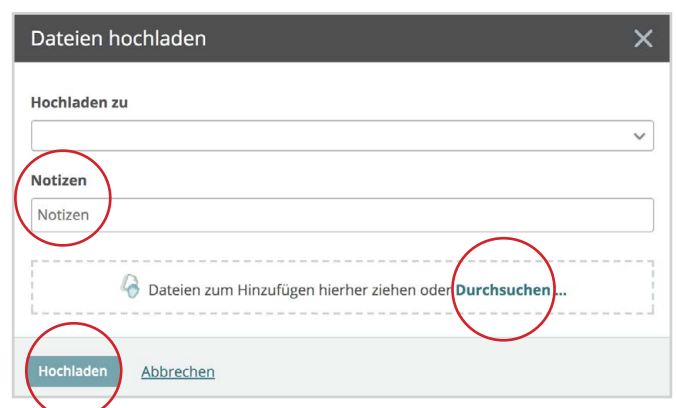 Dateien hochladen
Hochladen zu
Notizen
Notizen
Dateien zum Hinzufügen hierher ziehen oder Durchsuchen ...
Hochladen Abbrechen